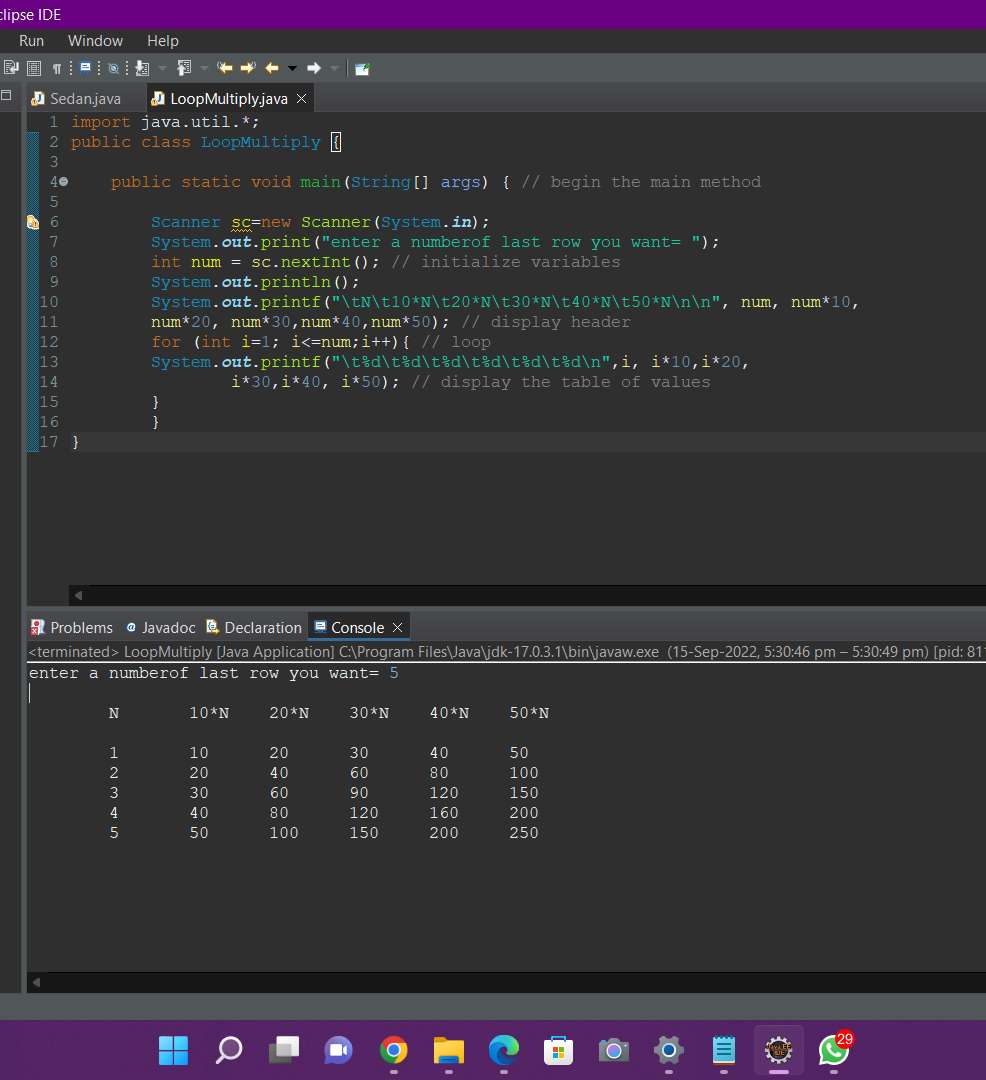 clipse IDE
Run Window Help
Sedan.java LoopMultiply.java
1 import java.util.*;
2 public class LoopMultiply {
3
4 public static void main(String[] args) { // begin the main method
5
6 Scanner sc=new Scanner(System.in);
7 System.out.print("enter a numberof last row you want= ");
8 int num = sc.nextInt(); // initialize variables
9 System.out.println();
10 System.out.printf("\tN\t10*N\t20*N\t30*N\t40*N\t50*N\n\n", num, num*10,
11 num*20, num*30,num*40,num*50); // display header
12 for (int i=1; i<=num;i++){ // loop
13 System.out.printf("\t%d\t%d\t%d\t%d\t%d\t%d\n",i, i*10,i*20,
14 i*30,i*40, i*50); // display the table of values
15 }
16 }
17 }
Problems Javadoc Declaration Console
<terminated> LoopMultiply [Java Application] C:\Program Files\Java\jdk-17.0.3.1\bin\javaw.exe (15-Sep-2022, 5:30:46 pm – 5:30:49 pm) [pid: 811
enter a numberof last row you want= 5
N 10*N 20*N 30*N 40*N 50*N
1 10 20 30 40 50
2 20 40 60 80 100
3 30 60 90 120 150
4 40 80 120 160 200
5 50 100 150 200 250
29